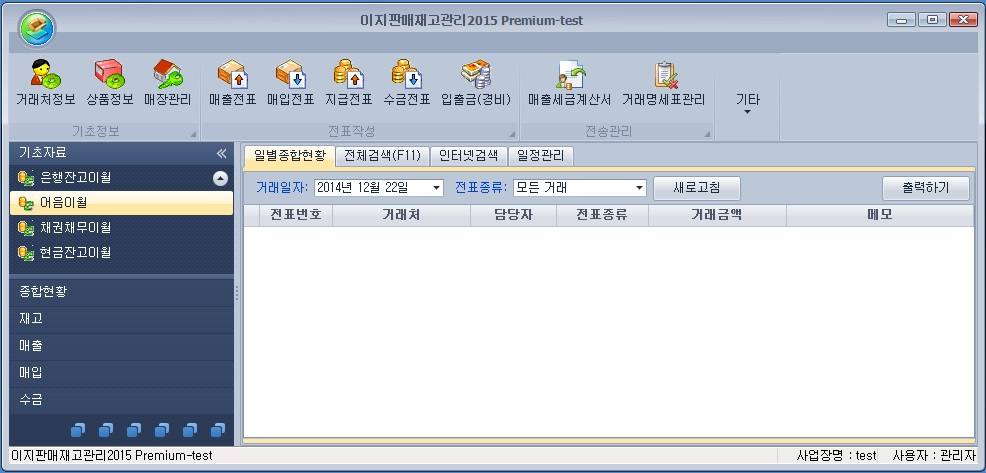 이지판매재고관리2015 Premium-test
거래처정보 상품정보 매장관리 매출전표 매입전표 지급전표 수금전표 입출금(경비) 매출세금계산서 거래명세표관리 기타
기초정보 전표작성 전송관리
기초자료
은행잔고이월
어음이월
채권채무이월
현금잔고이월
종합현황
재고
매출
매입
수금
일별종합현황 전체검색(F11) 인터넷검색 일정관리
거래일자: 2014년 12월 22일 전표종류: 모든 거래 새로고침 출력하기
전표번호 거래처 담당자 전표종류 거래금액 메모
이지판매재고관리2015 Premium-test 사업장명 : test 사용자 : 관리자